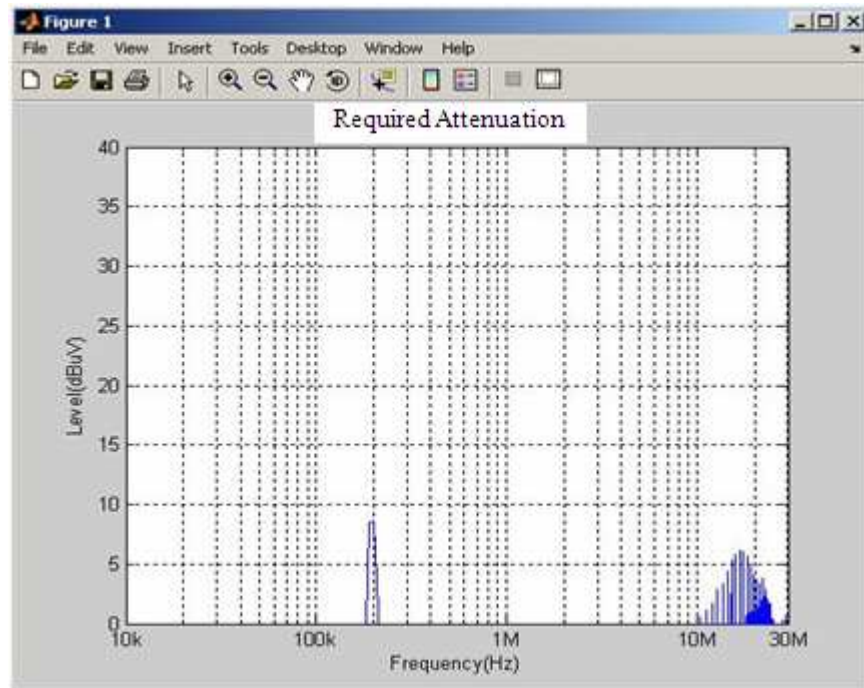 Figure 1
File Edit View Insert Tools Desktop Window Help
Required Attenuation
40
35
30
25
20
15
10
5
0
Level(dBuV)
10k 100k 1M 10M 30M
Frequency(Hz)